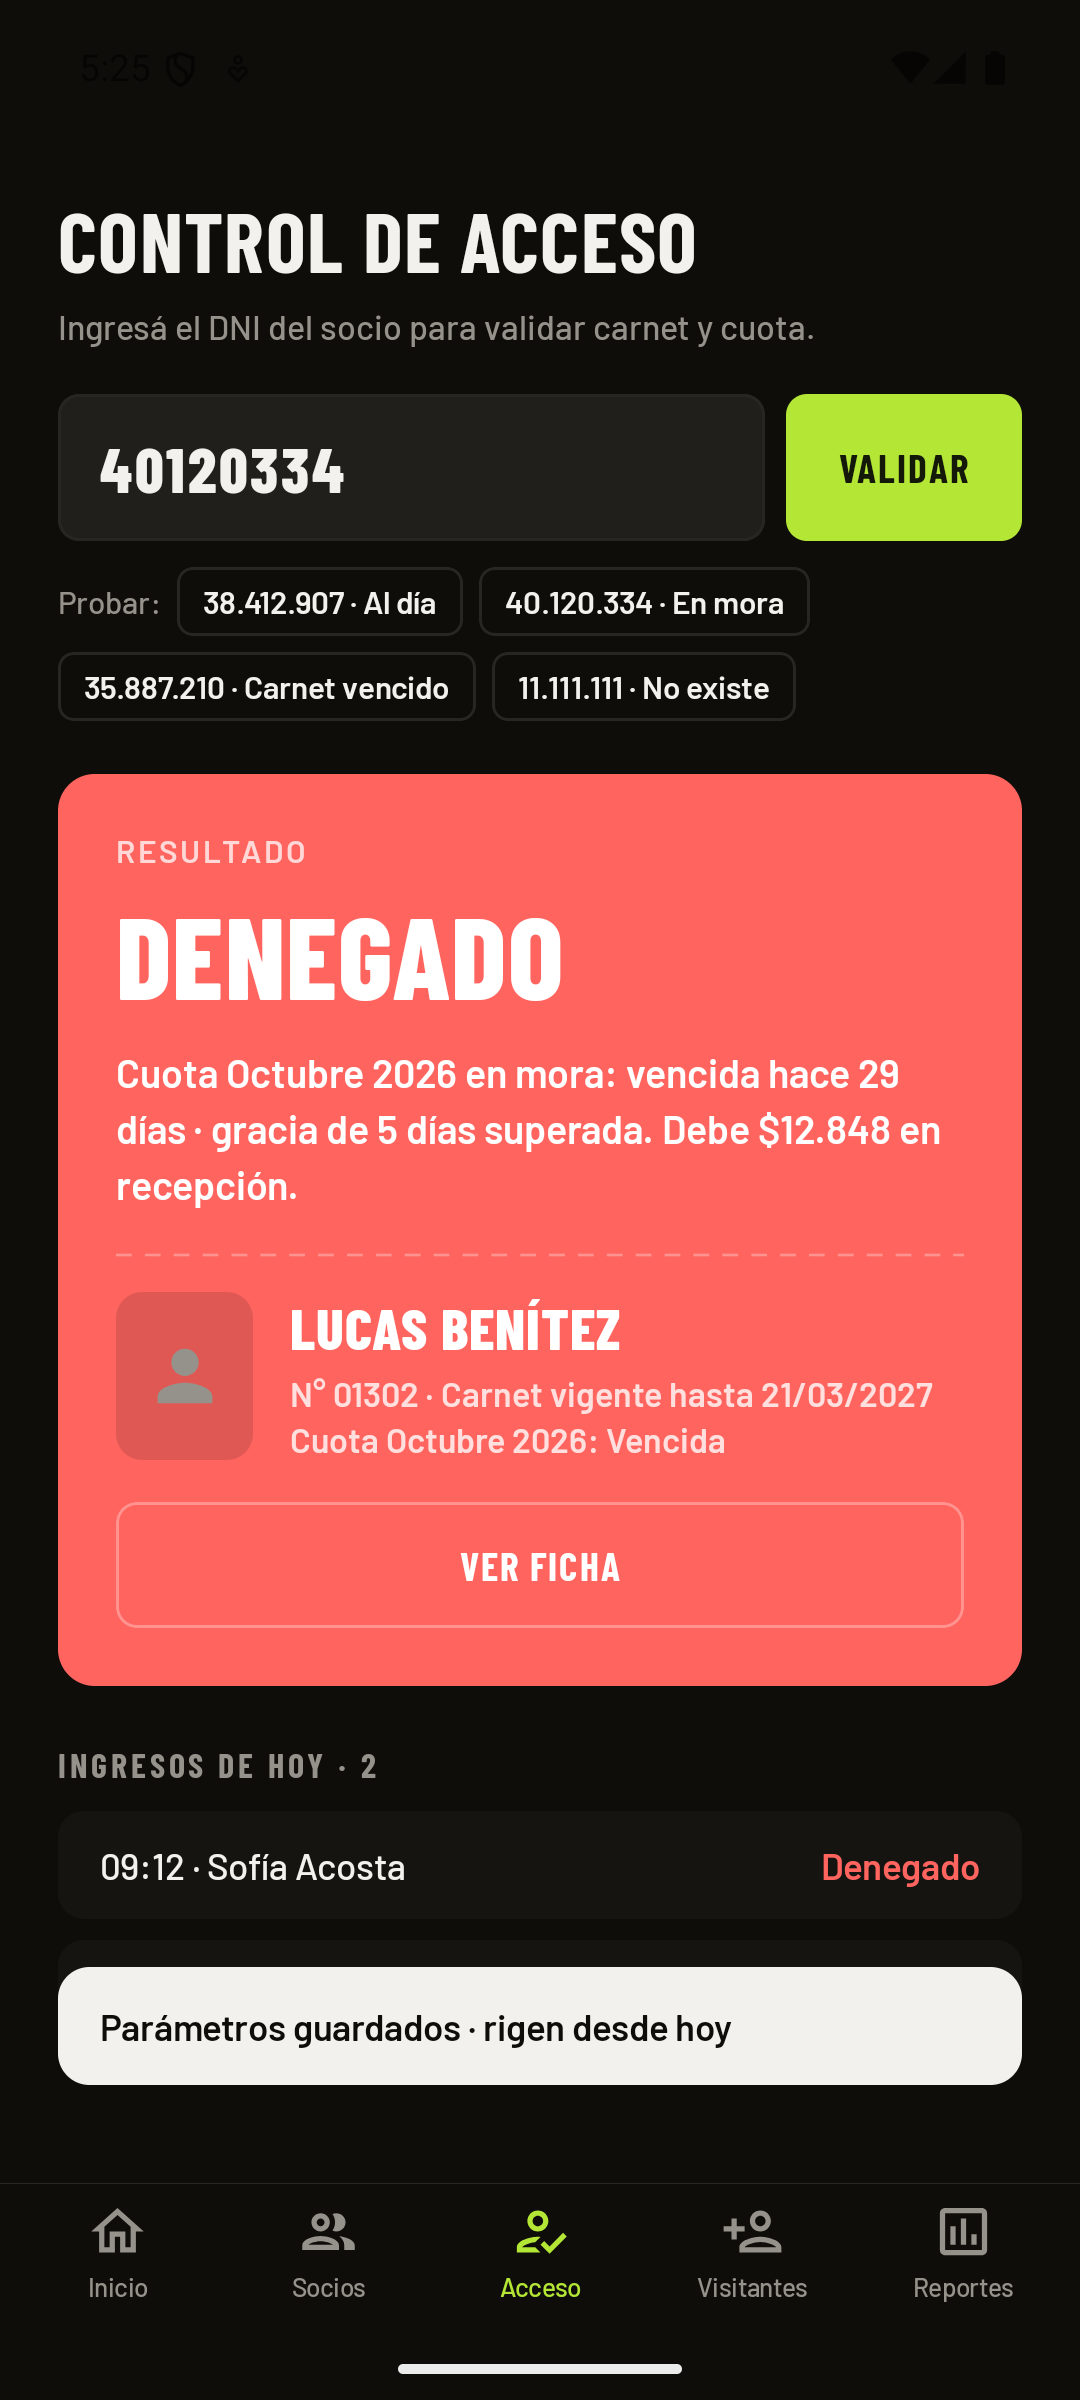 5:25
CONTROL DE ACCESO
Ingresá el DNI del socio para validar carnet y cuota.
40120334
VALIDAR
Probar:
38.412.907 · Al día
40.120.334 · En mora
35.887.210 · Carnet vencido
11.111.111 · No existe
RESULTADO
DENEGADO
Cuota Octubre 2026 en mora: vencida hace 29
días · gracia de 5 días superada. Debe $12.848 en
recepción.
LUCAS BENÍTEZ
N° 01302 · Carnet vigente hasta 21/03/2027
Cuota Octubre 2026: Vencida
VER FICHA
INGRESOS DE HOY · 2
09:12 · Sofía Acosta
Denegado
Parámetros guardados · rigen desde hoy
Inicio
Socios
Acceso
Visitantes
Reportes